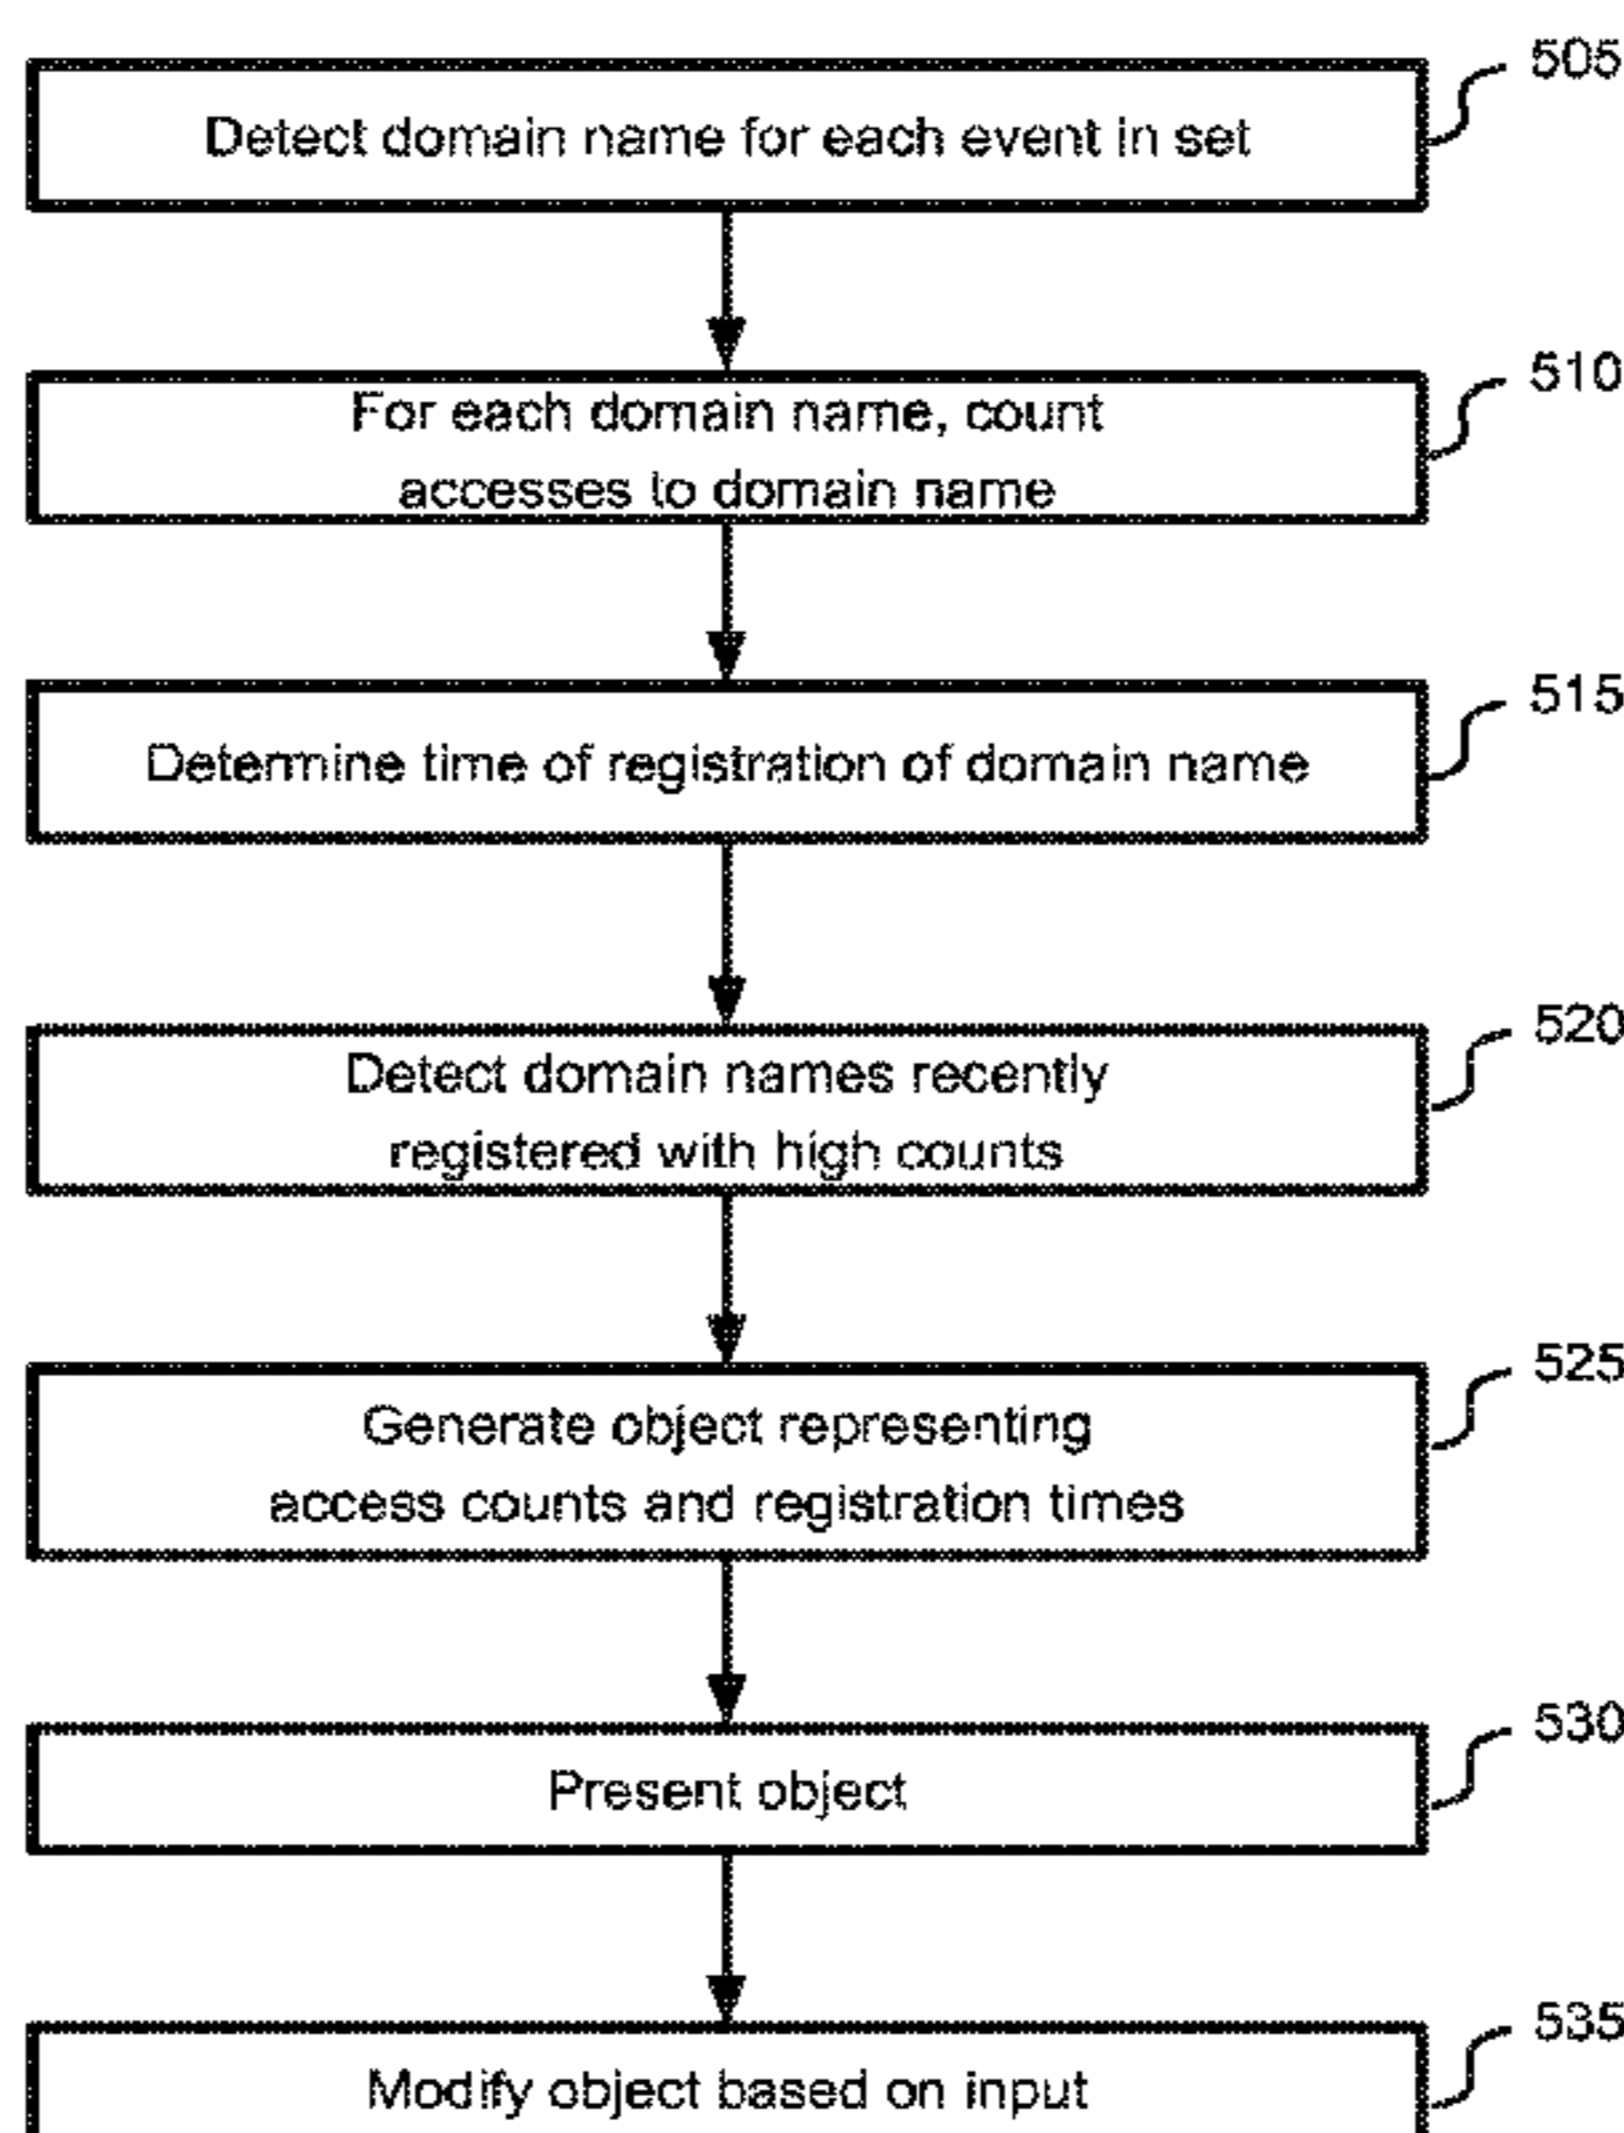 505
Detect domain name for each event in set
510
For each domain name, count
accesses to domain name
515
Determine time of registration of domain name
520
Detect domain names recently
registered with high counts
525
Generate object representing
access counts and registration times
530
Present object
535
Modify object based on input